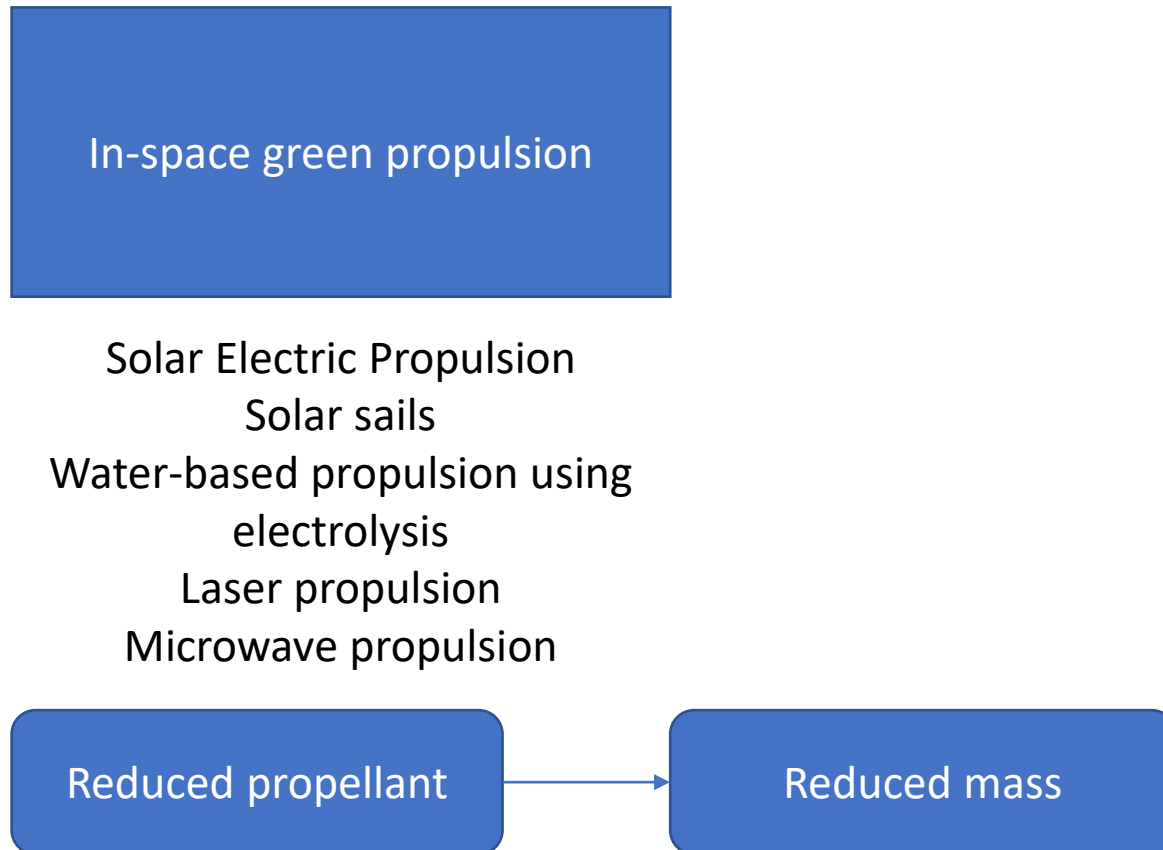 In-space green propulsion
Solar Electric Propulsion
Solar sails
Water-based propulsion using
electrolysis
Laser propulsion
Microwave propulsion
Reduced propellant
Reduced mass